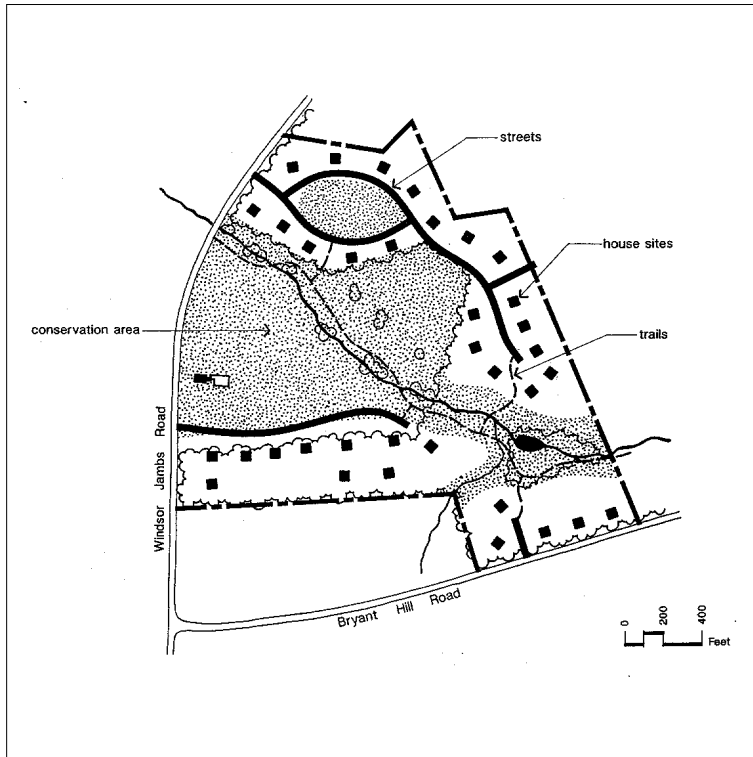 streets
house sites
conservation area
trails
Windsor Jambs Road
Bryant Hill Road
0 200 400
Feet